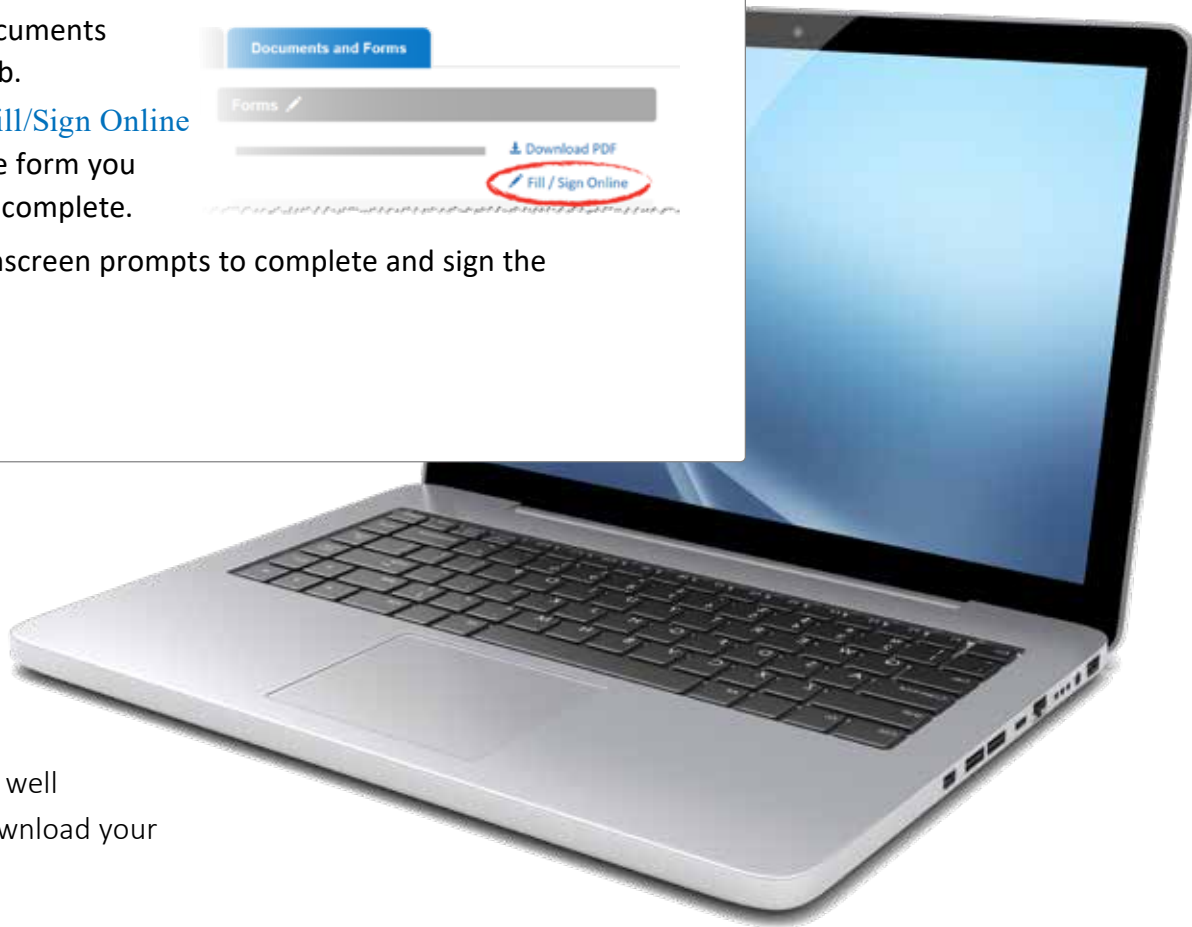 cuments
b.
ill/Sign Online
e form you
complete.
nscreen prompts to complete and sign the
Documents and Forms
Forms
Download PDF
Fill / Sign Online
well
wnload your